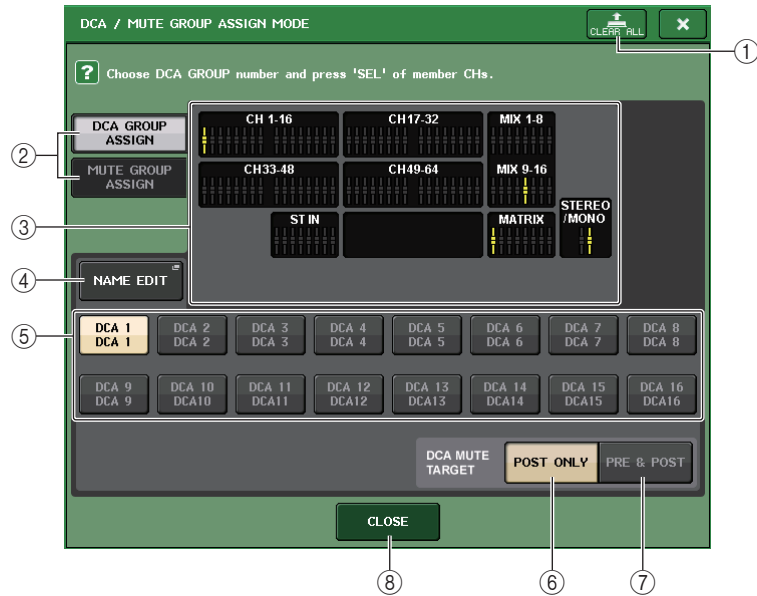 DCA / MUTE GROUP ASSIGN MODE
CLEAR ALL
×
①
? Choose DCA GROUP number and press 'SEL' of member CHs.
②
DCA GROUP
ASSIGN
MUTE GROUP
ASSIGN
③
CH 1-16
CH17-32
MIX 1-8
CH33-48
CH49-64
MIX 9-16
ST IN
MATRIX
STEREO
/MONO
④
NAME EDIT
⑤
DCA 1
DCA 1
DCA 2
DCA 2
DCA 3
DCA 3
DCA 4
DCA 4
DCA 5
DCA 5
DCA 6
DCA 6
DCA 7
DCA 7
DCA 8
DCA 8
DCA 9
DCA 9
DCA 10
DCA10
DCA 11
DCA11
DCA 12
DCA12
DCA 13
DCA13
DCA 14
DCA14
DCA 15
DCA15
DCA 16
DCA16
DCA MUTE
TARGET
POST ONLY
PRE & POST
CLOSE
⑧
⑥
⑦